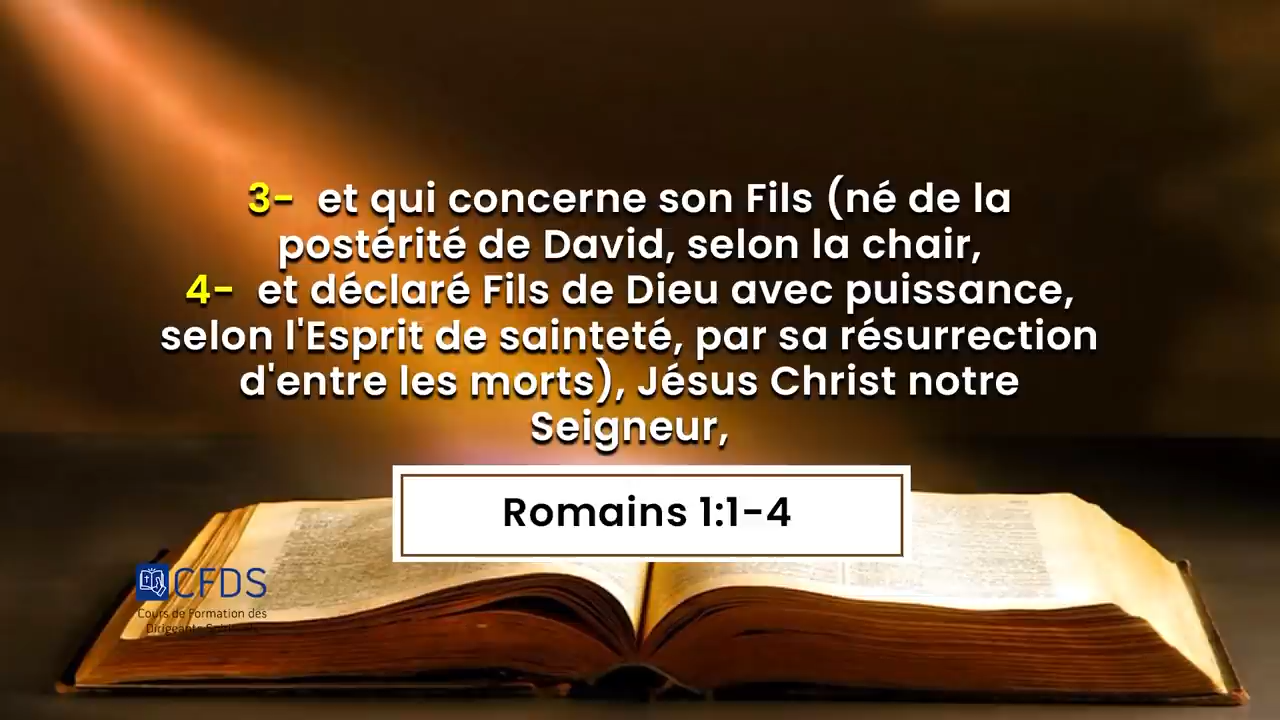 3- et qui concerne son Fils (né de la
postérité de David, selon la chair,
4- et déclaré Fils de Dieu avec puissance,
selon l'Esprit de sainteté, par sa résurrection
d'entre les morts), Jésus Christ notre
Seigneur,
Romains 1:1-4
CFDS
Cours de Formation des
Dirigeants